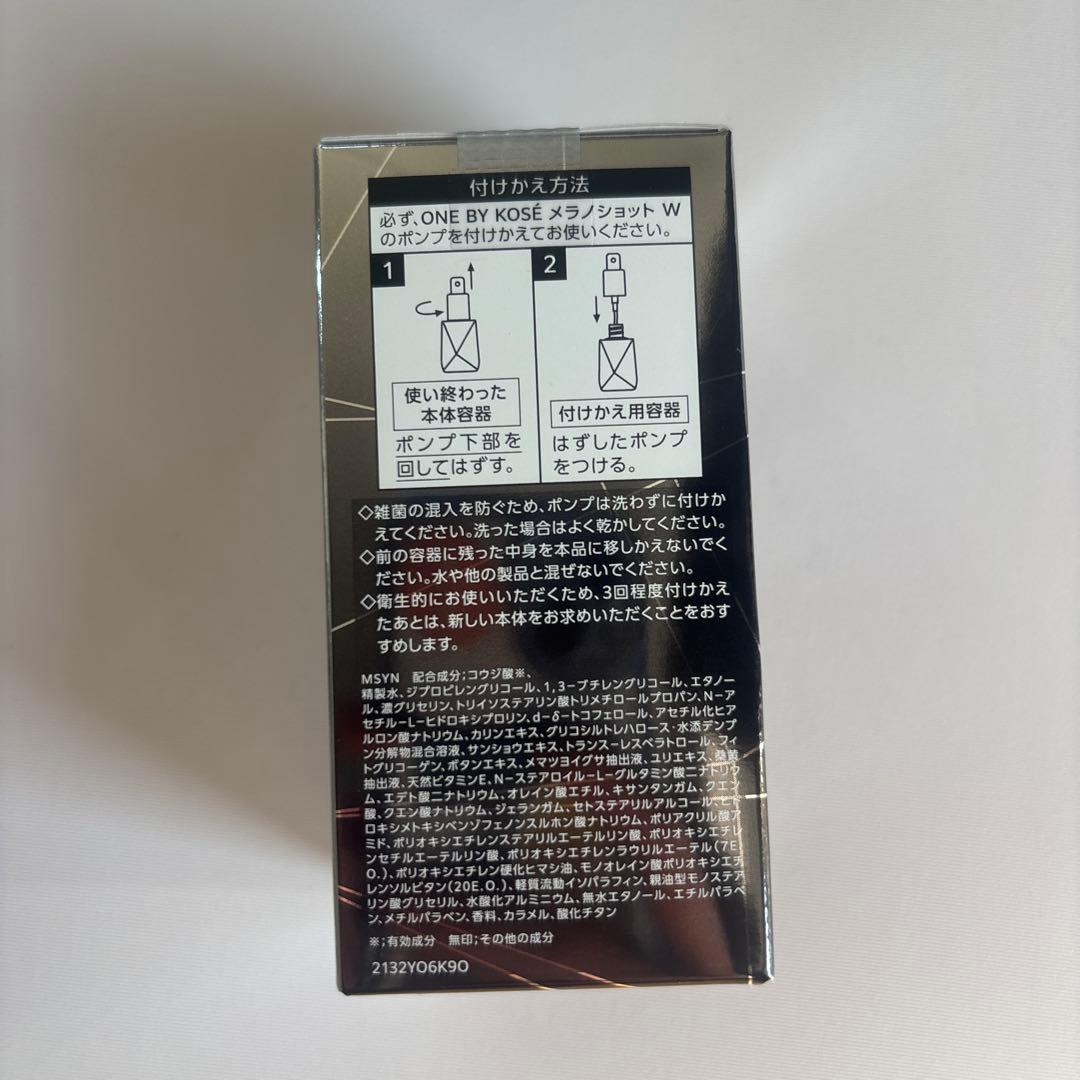 付けかえ方法
必ず、ONE BY KOSÉ メラノショット W
のポンプを付けかえてお使いください。
1
2
使い終わった
本体容器
ポンプ下部を
回してはずす。
付けかえ用容器
はずしたポンプ
をつける。
◇雑菌の混入を防ぐため、ポンプは洗わずに付けか
えてください。洗った場合はよく乾かしてください。
◇前の容器に残った中身を本品に移しかえないでく
ださい。水や他の製品と混ぜないでください。
◇衛生的にお使いいただくため、3回程度付けかえ
たあとは、新しい本体をお求めいただくことをおす
すめします。
MSYN 配合成分;コウジ酸※、
精製水、ジプロピレングリコール、1,3-ブチレングリコール、エタノー
ル、濃グリセリン、トリイソステアリン酸トリメチロールプロパン、N-ア
セチル-L-ヒドロキシプロリン、d-δ-トコフェロール、アセチル化ヒア
ルロン酸ナトリウム、カリンエキス、グリコシルトレハロース・水添デンプ
ン分解物混合溶液、サンショウエキス、トランス-レスベラトロール、フィ
トグリコーゲン、ボタンエキス、メマツヨイグサ抽出液、ユリエキス、桑黄
抽出液、天然ビタミンE、N-ステアロイル-L-グルタミン酸二ナトリウ
ム、エデト酸二ナトリウム、オレイン酸エチル、キサンタンガム、クエン
酸、クエン酸ナトリウム、ジェランガム、セトステアリルアルコール、ヒド
ロキシメトキシベンゾフェノンスルホン酸ナトリウム、ポリアクリル酸ア
ミド、ポリオキシエチレンステアリルエーテルリン酸、ポリオキシエチレ
ンセチルエーテルリン酸、ポリオキシエチレンラウリルエーテル(7E.
O.)、ポリオキシエチレン硬化ヒマシ油、モノオレイン酸ポリオキシエチ
レンソルビタン(20E.O.)、軽質流動イソパラフィン、親油型モノステア
リン酸グリセリル、水酸化アルミニウム、無水エタノール、エチルパラベ
ン、メチルパラベン、香料、カラメル、酸化チタン
※;有効成分 無印;その他の成分
2132YO6K9O